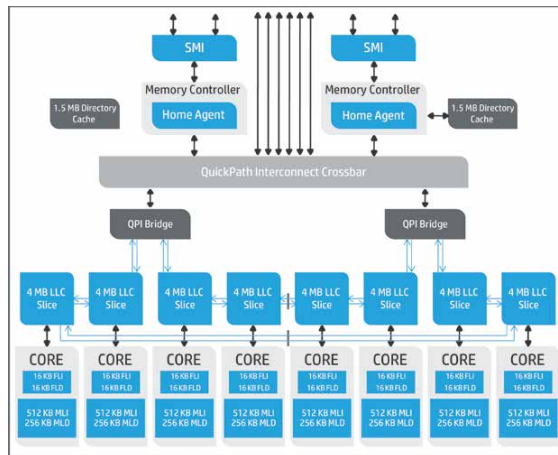 SMI
SMI
Memory Controller
Memory Controller
1.5 MB Directory
Cache
Home Agent
Home Agent
1.5 MB Directory
Cache
QuickPath Interconnect Crossbar
QPI Bridge
QPI Bridge
4 MB LLC
Slice
4 MB LLC
Slice
4 MB LLC
Slice
4 MB LLC
Slice
4 MB LLC
Slice
4 MB LLC
Slice
4 MB LLC
Slice
4 MB LLC
Slice
CORE
16 KB FLI
16 KB FLD
512 KB MLI
256 KB MLD
CORE
16 KB FLI
16 KB FLD
512 KB MLI
256 KB MLD
CORE
16 KB FLI
16 KB FLD
512 KB MLI
256 KB MLD
CORE
16 KB FLI
16 KB FLD
512 KB MLI
256 KB MLD
CORE
16 KB FLI
16 KB FLD
512 KB MLI
256 KB MLD
CORE
16 KB FLI
16 KB FLD
512 KB MLI
256 KB MLD
CORE
16 KB FLI
16 KB FLD
512 KB MLI
256 KB MLD
CORE
16 KB FLI
16 KB FLD
512 KB MLI
256 KB MLD